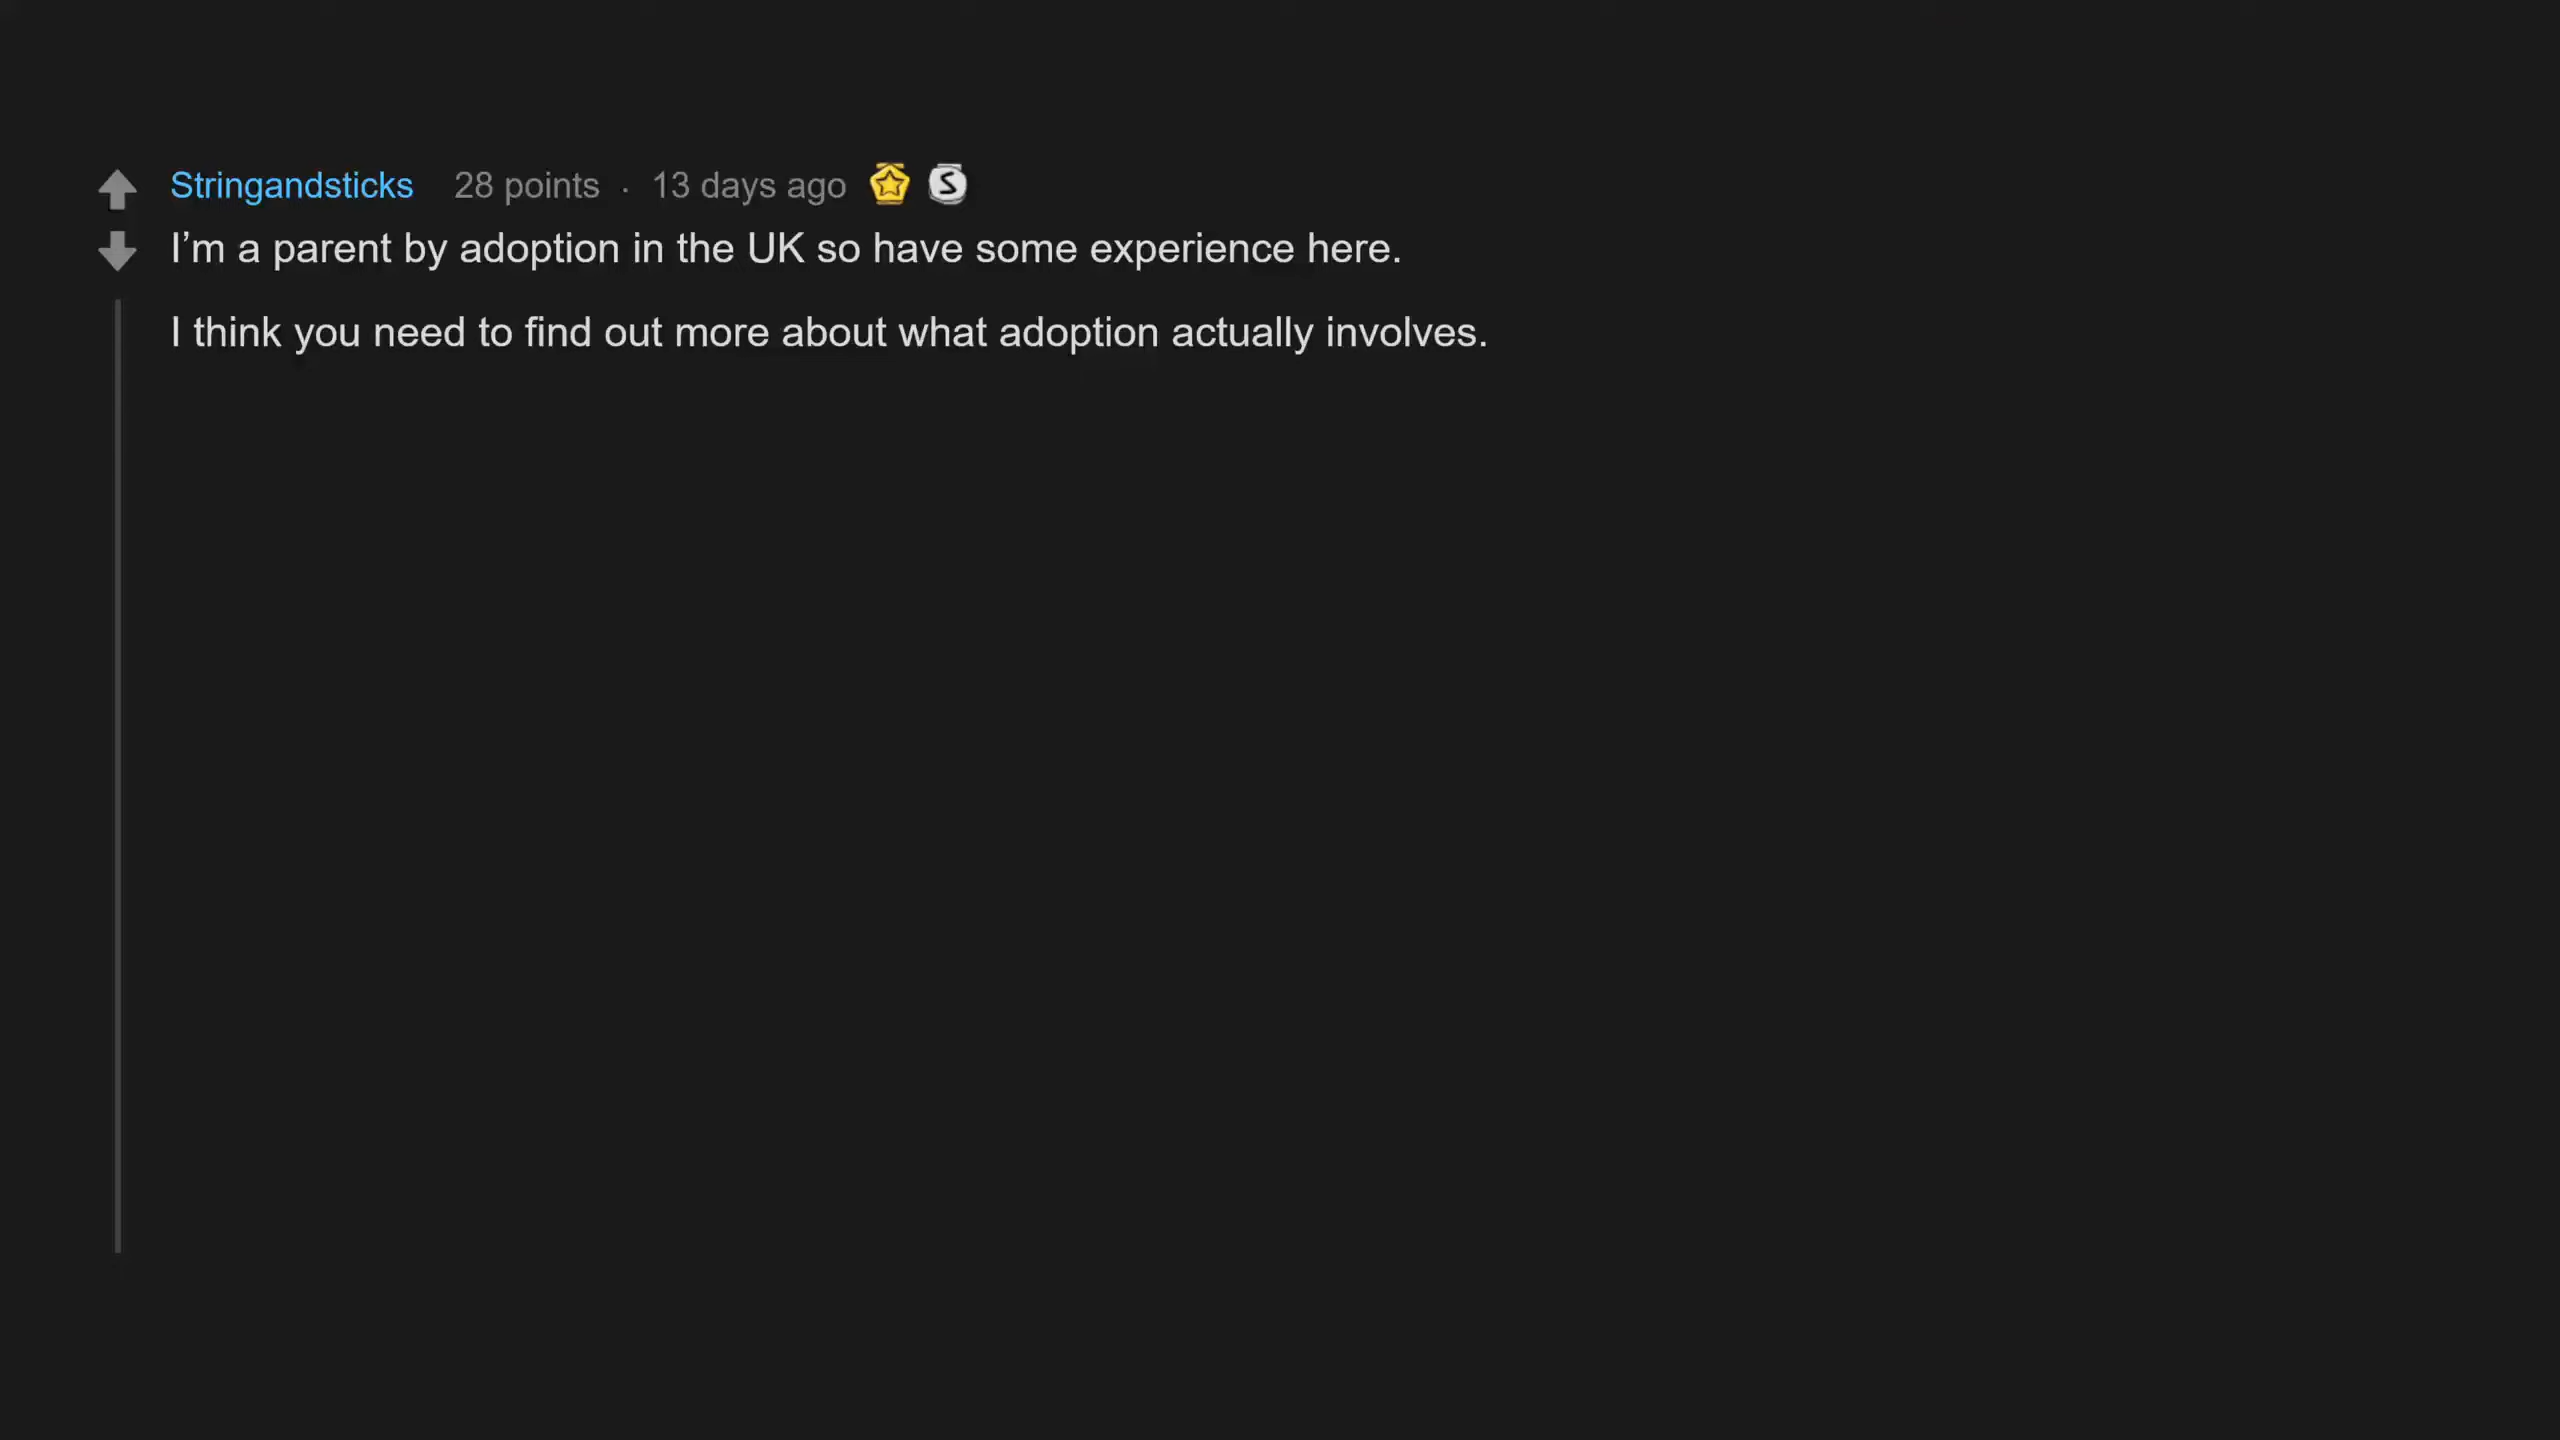 Stringandsticks 28 points · 13 days ago
I’m a parent by adoption in the UK so have some experience here.
I think you need to find out more about what adoption actually involves.